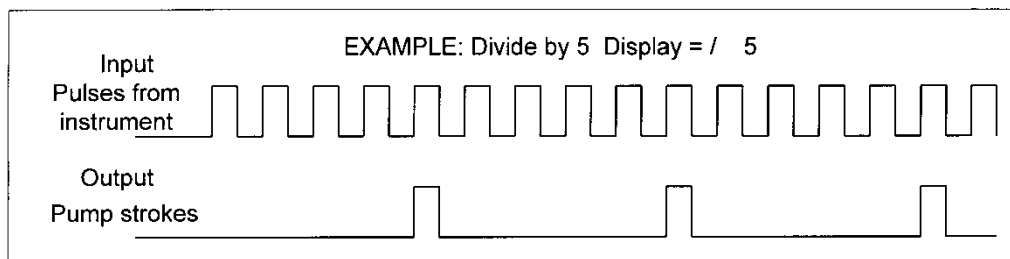 EXAMPLE: Divide by 5 Display = / 5
Input
Pulses from
instrument
Output
Pump strokes